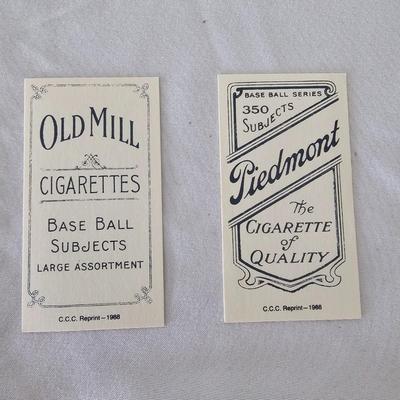 OLD MILL
CIGARETTES
BASE BALL
SUBJECTS
LARGE ASSORTMENT
C.C.C. Reprint–1988
BASE BALL SERIES
350 SUBJECTS
Piedmont
The
CIGARETTE
of
QUALITY
C.C.C. Reprint–1988